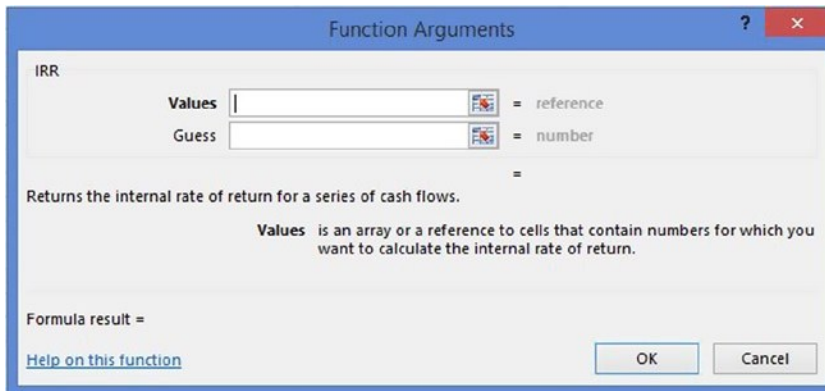 Function Arguments ? ×
IRR
Values = reference
Guess = number
=
Returns the internal rate of return for a series of cash flows.
Values is an array or a reference to cells that contain numbers for which you
want to calculate the internal rate of return.
Formula result =
Help on this function OK Cancel